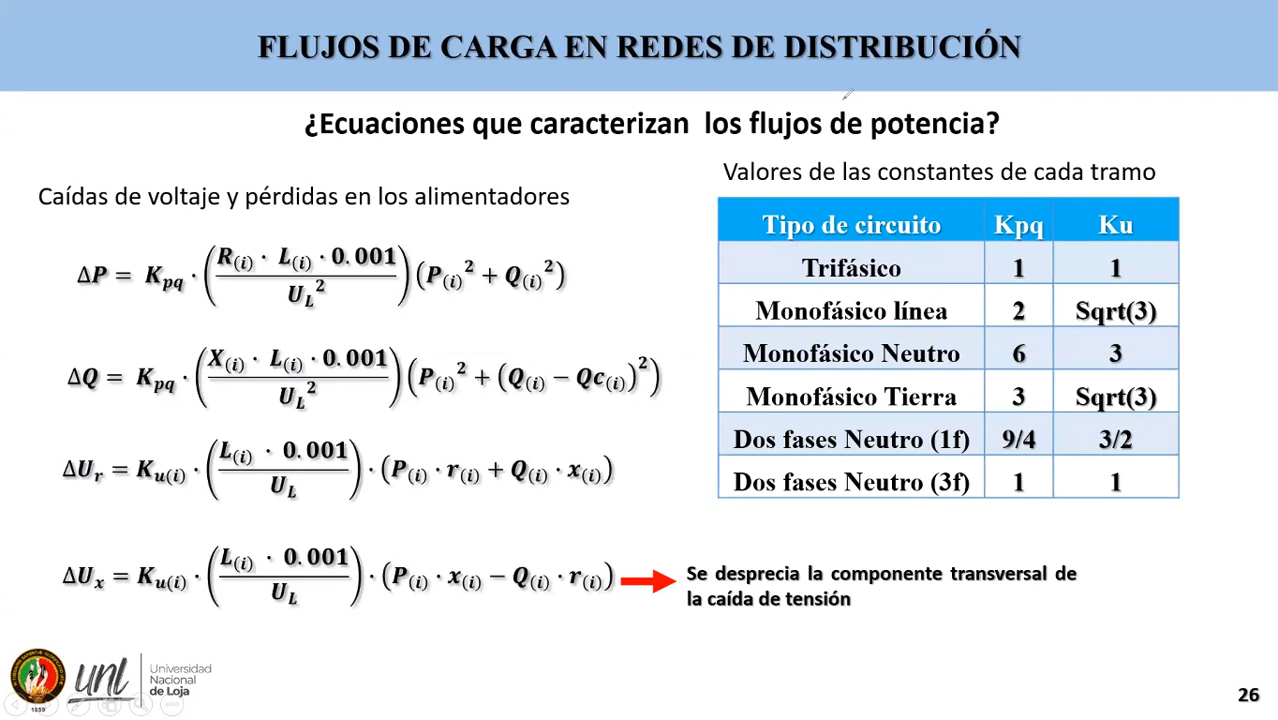 FLUJOS DE CARGA EN REDES DE DISTRIBUCIÓN
¿Ecuaciones que caracterizan los flujos de potencia?
Caídas de voltaje y pérdidas en los alimentadores
ΔP = K_pq · (R_(i) · L_(i) · 0.001 / U_L²) (P_(i)² + Q_(i)²)
ΔQ = K_pq · (X_(i) · L_(i) · 0.001 / U_L²) (P_(i)² + (Q_(i) − Qc_(i))²)
ΔU_r = K_u(i) · (L_(i) · 0.001 / U_L) · (P_(i) · r_(i) + Q_(i) · x_(i))
ΔU_x = K_u(i) · (L_(i) · 0.001 / U_L) · (P_(i) · x_(i) − Q_(i) · r_(i))
Se desprecia la componente transversal de
la caída de tensión
Valores de las constantes de cada tramo
Tipo de circuito Kpq Ku
Trifásico 1 1
Monofásico línea 2 Sqrt(3)
Monofásico Neutro 6 3
Monofásico Tierra 3 Sqrt(3)
Dos fases Neutro (1f) 9/4 3/2
Dos fases Neutro (3f) 1 1
1859
unl
Universidad
Nacional
de Loja
26